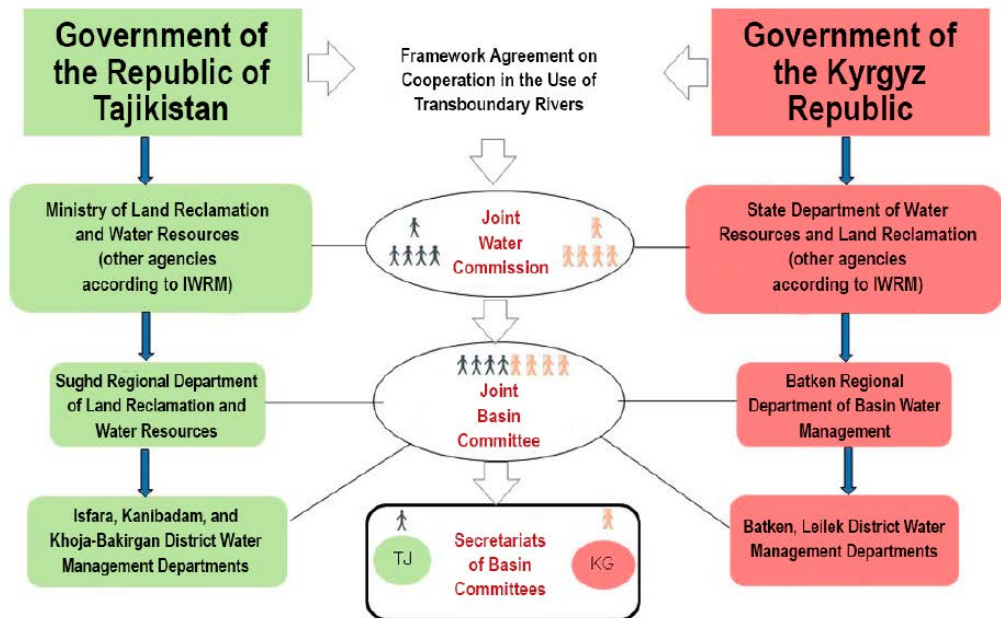 Government of
the Republic of
Tajikistan
Framework Agreement on
Cooperation in the Use of
Transboundary Rivers
Government of
the Kyrgyz
Republic
Ministry of Land Reclamation
and Water Resources
(other agencies
according to IWRM)
Joint
Water
Commission
State Department of Water
Resources and Land Reclamation
(other agencies
according to IWRM)
Sughd Regional Department
of Land Reclamation and
Water Resources
Joint
Basin
Committee
Batken Regional
Department of Basin Water
Management
Isfara, Kanibadam, and
Khoja-Bakirgan District Water
Management Departments
TJ
Secretariats
of Basin
Committees
KG
Batken, Leilek District Water
Management Departments